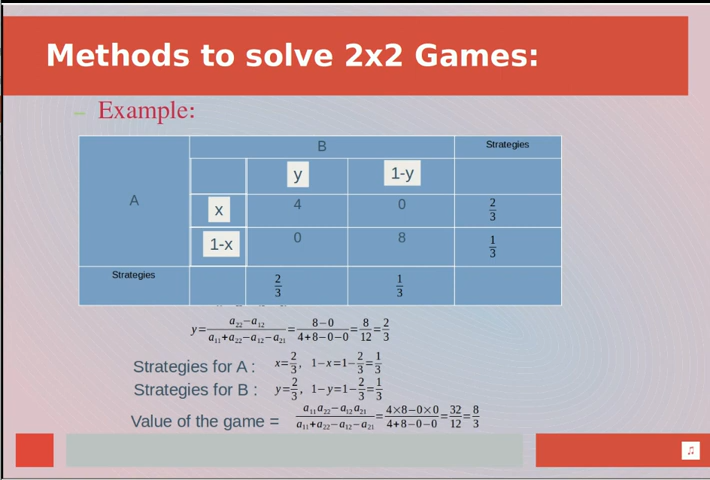 Methods to solve 2x2 Games:
– Example:
B Strategies
A
y 1-y
x 4 0 2/3
1-x 0 8 1/3
Strategies 2/3 1/3
y = (a₂₂−a₁₂)/(a₁₁+a₂₂−a₁₂−a₂₁) = (8−0)/(4+8−0−0) = 8/12 = 2/3
Strategies for A : x=2/3, 1−x=1−2/3=1/3
Strategies for B : y=2/3, 1−y=1−2/3=1/3
Value of the game = (a₁₁a₂₂−a₁₂a₂₁)/(a₁₁+a₂₂−a₁₂−a₂₁) = (4×8−0×0)/(4+8−0−0) = 32/12 = 8/3